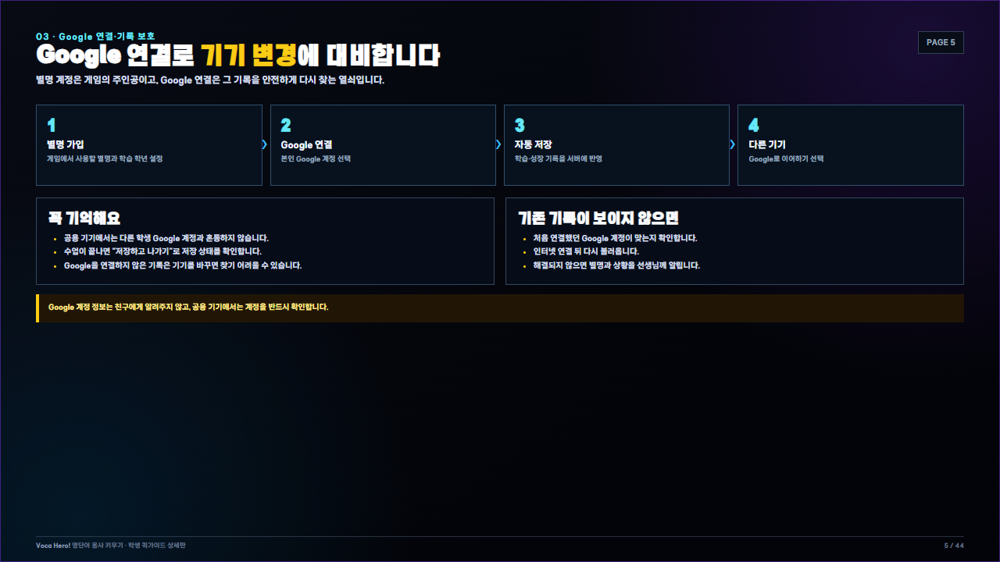 03 · Google 연결·기록 보호
PAGE 5
Google 연결로 기기 변경에 대비합니다
별명 계정은 게임의 주인공이고, Google 연결은 그 기록을 안전하게 다시 찾는 열쇠입니다.
1
별명 가입
게임에서 사용할 별명과 학습 학년 설정
❯
2
Google 연결
본인 Google 계정 선택
❯
3
자동 저장
학습·성장 기록을 서버에 반영
❯
4
다른 기기
Google로 이어하기 선택
꼭 기억해요
• 공용 기기에서는 다른 학생 Google 계정과 혼동하지 않습니다.
• 수업이 끝나면 “저장하고 나가기”로 저장 상태를 확인합니다.
• Google을 연결하지 않은 기록은 기기를 바꾸면 찾기 어려울 수 있습니다.
기존 기록이 보이지 않으면
• 처음 연결했던 Google 계정이 맞는지 확인합니다.
• 인터넷 연결 뒤 다시 불러옵니다.
• 해결되지 않으면 별명과 상황을 선생님께 알립니다.
Google 계정 정보는 친구에게 알려주지 않고, 공용 기기에서는 계정을 반드시 확인합니다.
Voca Hero! 영단어 용사 키우기 · 학생 퀵가이드 상세판
5 / 44